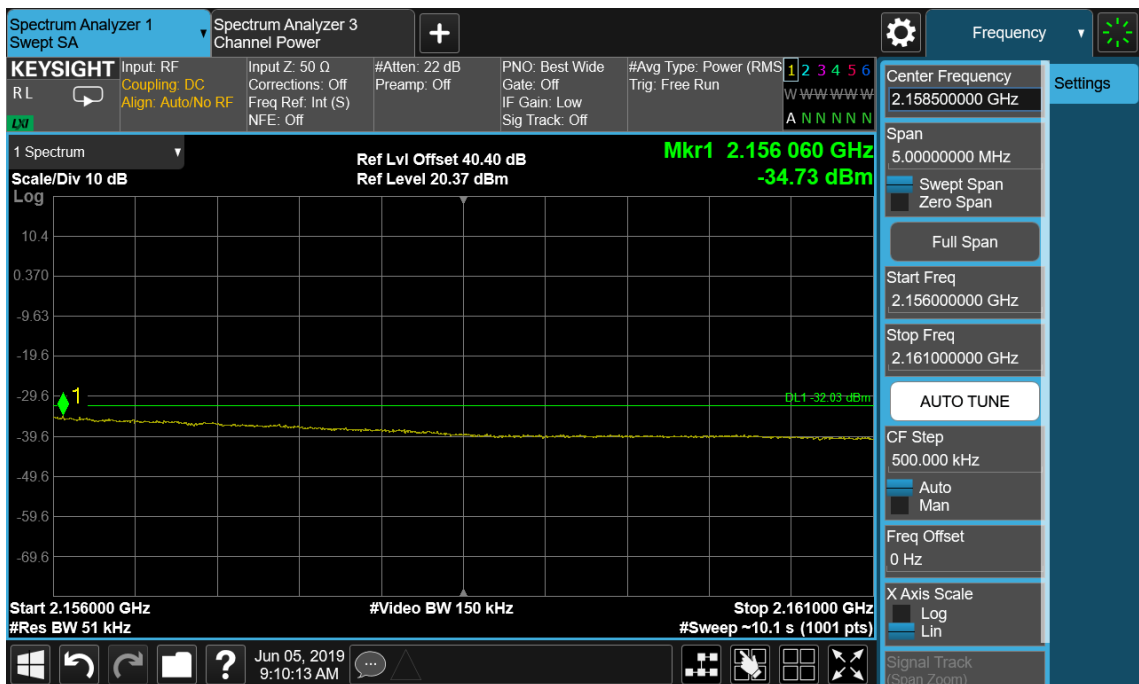 Spectrum Analyzer 1
Swept SA
Spectrum Analyzer 3
Channel Power
Frequency
KEYSIGHT
R L
LXI
Input: RF
Coupling: DC
Align: Auto/No RF
Input Z: 50 Ω
Corrections: Off
Freq Ref: Int (S)
NFE: Off
#Atten: 22 dB
Preamp: Off
PNO: Best Wide
Gate: Off
IF Gain: Low
Sig Track: Off
#Avg Type: Power (RMS
Trig: Free Run
1 2 3 4 5 6
W W W W W W
A N N N N N
1 Spectrum
Scale/Div 10 dB
Log
Ref Lvl Offset 40.40 dB
Ref Level 20.37 dBm
Mkr1 2.156 060 GHz
-34.73 dBm
10.4
0.370
-9.63
-19.6
-29.6
-39.6
-49.6
-59.6
-69.6
1
DL1 -32.03 dBm
Start 2.156000 GHz
#Res BW 51 kHz
#Video BW 150 kHz
Stop 2.161000 GHz
#Sweep ~10.1 s (1001 pts)
Center Frequency
2.158500000 GHz
Settings
Span
5.00000000 MHz
Swept Span
Zero Span
Full Span
Start Freq
2.156000000 GHz
Stop Freq
2.161000000 GHz
AUTO TUNE
CF Step
500.000 kHz
Auto
Man
Freq Offset
0 Hz
X Axis Scale
Log
Lin
Signal Track
(Span Zoom)
?
Jun 05, 2019
9:10:13 AM